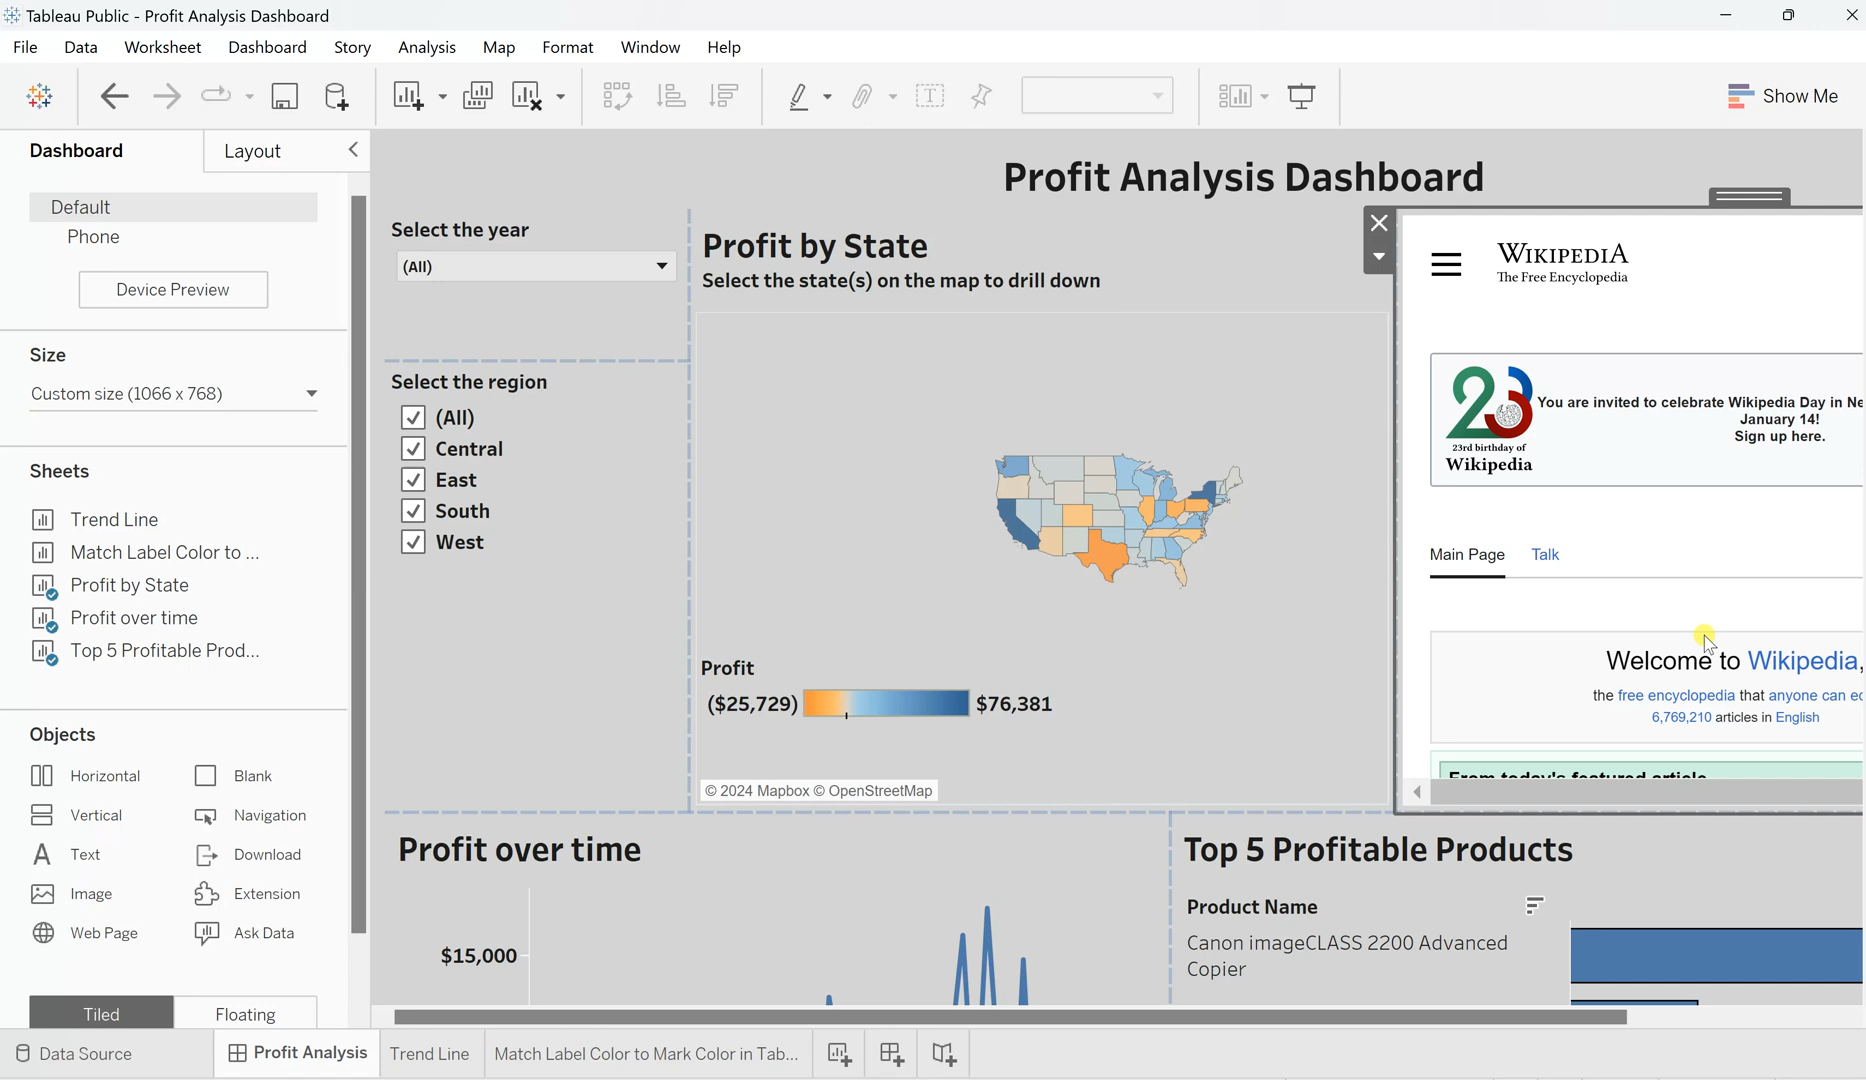 Tableau Public - Profit Analysis Dashboard
File Data Worksheet Dashboard Story Analysis Map Format Window Help
Show Me
Dashboard Layout
Default
Phone
Device Preview
Size
Custom size (1066 x 768)
Sheets
Trend Line
Match Label Color to ...
Profit by State
Profit over time
Top 5 Profitable Prod...
Objects
Horizontal Blank
Vertical Navigation
Text Download
Image Extension
Web Page Ask Data
Tiled Floating
Profit Analysis Dashboard
Select the year
(All)
Select the region
(All)
Central
East
South
West
Profit by State
Select the state(s) on the map to drill down
Profit
($25,729) $76,381
© 2024 Mapbox © OpenStreetMap
WIKIPEDIA
The Free Encyclopedia
23
23rd birthday of
Wikipedia
You are invited to celebrate Wikipedia Day in Ne
January 14!
Sign up here.
Main Page Talk
Welcome to Wikipedia,
the free encyclopedia that anyone can ed
6,769,210 articles in English
From today's featured article
Profit over time
$15,000
Top 5 Profitable Products
Product Name
Canon imageCLASS 2200 Advanced
Copier
Data Source Profit Analysis Trend Line Match Label Color to Mark Color in Tab...